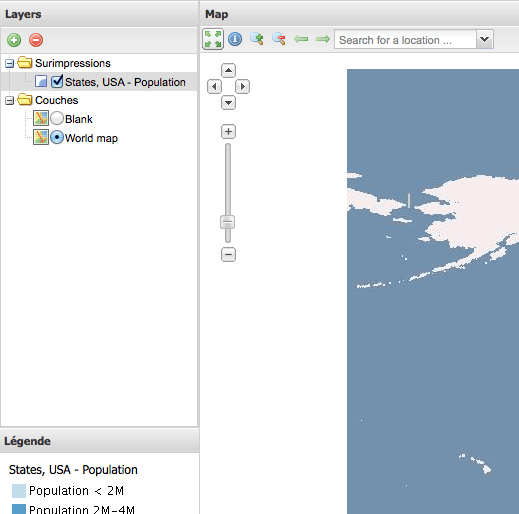 Layers
Map
Search for a location ...
Surimpressions
States, USA - Population
Couches
Blank
World map
Légende
States, USA - Population
Population < 2M
Population 2M-4M